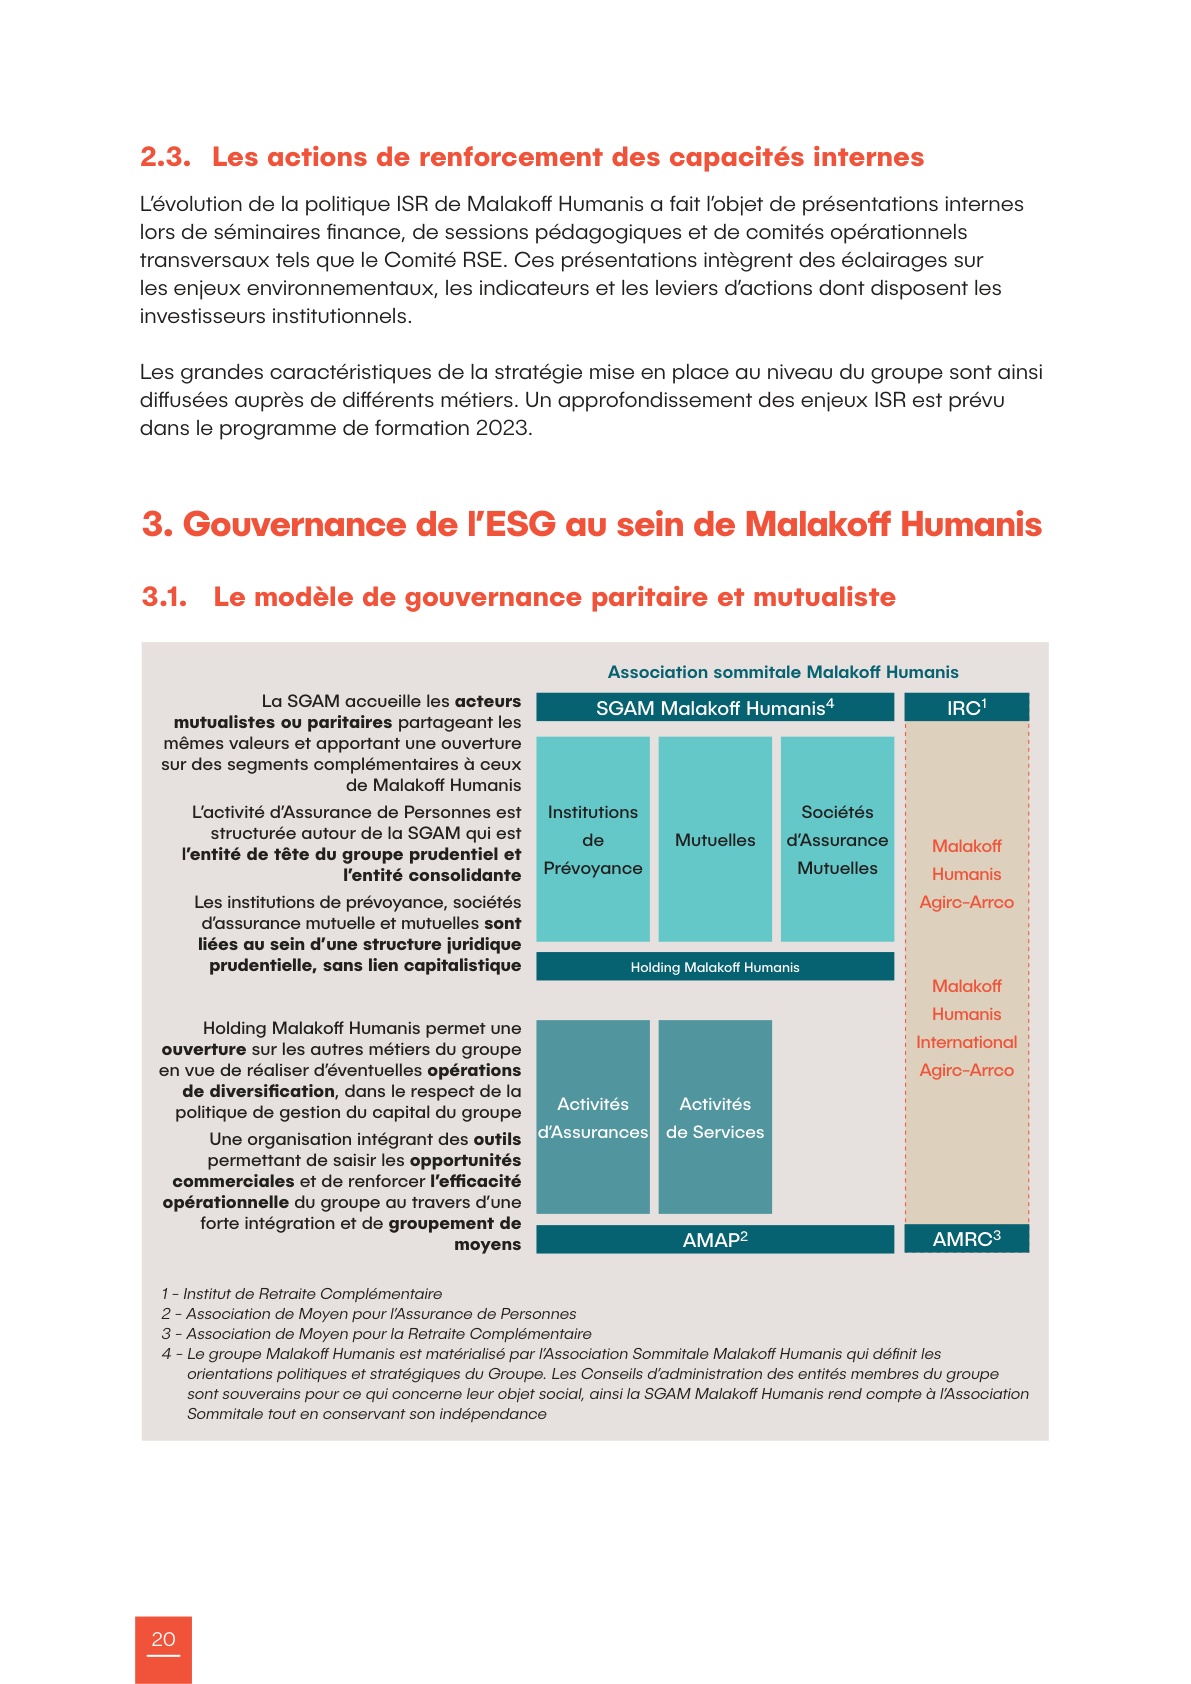 2.3. Les actions de renforcement des capacités internes
L’évolution de la politique ISR de Malakoff Humanis a fait l’objet de présentations internes
lors de séminaires finance, de sessions pédagogiques et de comités opérationnels
transversaux tels que le Comité RSE. Ces présentations intègrent des éclairages sur
les enjeux environnementaux, les indicateurs et les leviers d’actions dont disposent les
investisseurs institutionnels.
Les grandes caractéristiques de la stratégie mise en place au niveau du groupe sont ainsi
diffusées auprès de différents métiers. Un approfondissement des enjeux ISR est prévu
dans le programme de formation 2023.
3. Gouvernance de l’ESG au sein de Malakoff Humanis
3.1. Le modèle de gouvernance paritaire et mutualiste
Association sommitale Malakoff Humanis
La SGAM accueille les acteurs
mutualistes ou paritaires partageant les
mêmes valeurs et apportant une ouverture
sur des segments complémentaires à ceux
de Malakoff Humanis
L’activité d’Assurance de Personnes est
structurée autour de la SGAM qui est
l’entité de tête du groupe prudentiel et
l’entité consolidante
Les institutions de prévoyance, sociétés
d’assurance mutuelle et mutuelles sont
liées au sein d’une structure juridique
prudentielle, sans lien capitalistique
Holding Malakoff Humanis permet une
ouverture sur les autres métiers du groupe
en vue de réaliser d’éventuelles opérations
de diversification, dans le respect de la
politique de gestion du capital du groupe
Une organisation intégrant des outils
permettant de saisir les opportunités
commerciales et de renforcer l’efficacité
opérationnelle du groupe au travers d’une
forte intégration et de groupement de
moyens
SGAM Malakoff Humanis4
Institutions
de
Prévoyance
Mutuelles
Sociétés
d’Assurance
Mutuelles
Holding Malakoff Humanis
Activités
d’Assurances
Activités
de Services
AMAP2
IRC1
Malakoff
Humanis
Agirc-Arrco
Malakoff
Humanis
International
Agirc-Arrco
AMRC3
1 - Institut de Retraite Complémentaire
2 - Association de Moyen pour l’Assurance de Personnes
3 - Association de Moyen pour la Retraite Complémentaire
4 - Le groupe Malakoff Humanis est matérialisé par l’Association Sommitale Malakoff Humanis qui définit les
orientations politiques et stratégiques du Groupe. Les Conseils d’administration des entités membres du groupe
sont souverains pour ce qui concerne leur objet social, ainsi la SGAM Malakoff Humanis rend compte à l’Association
Sommitale tout en conservant son indépendance
20